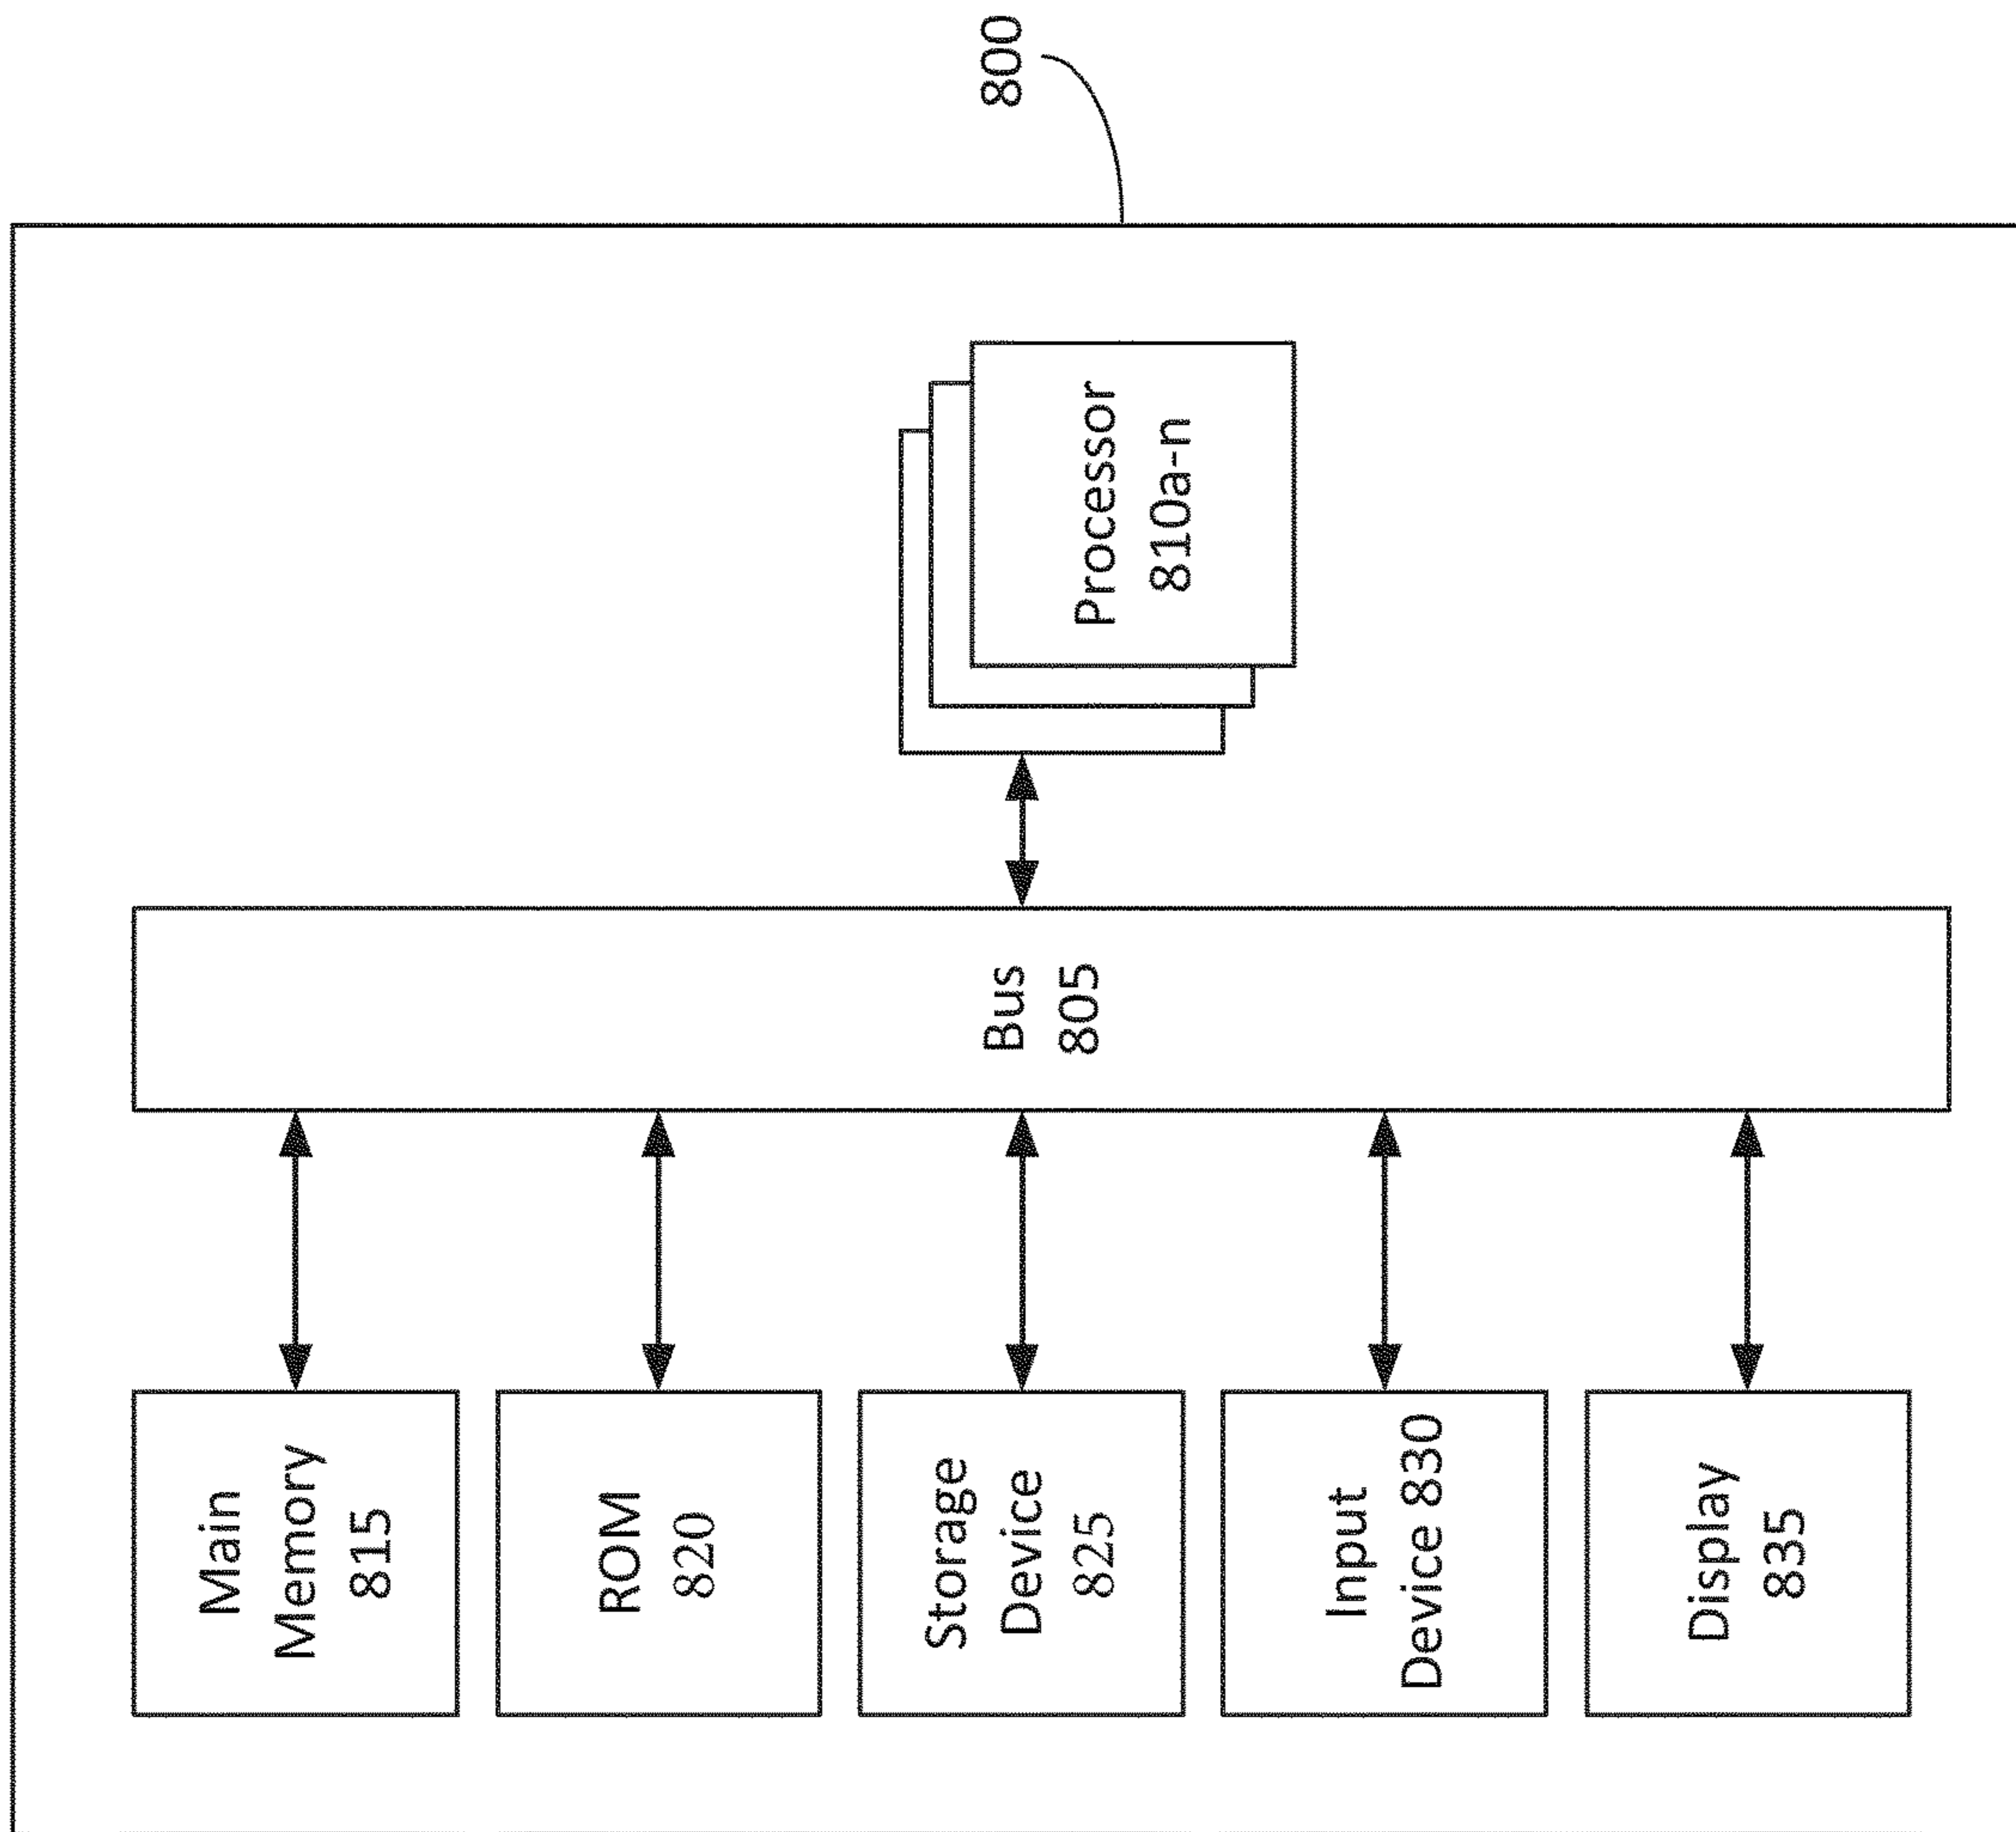 800
Processor
810a-n
Bus
805
Main
Memory
815
ROM
820
Storage
Device
825
Input
Device 830
Display
835